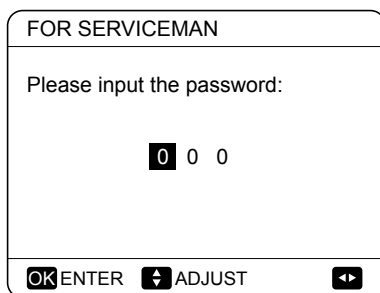 FOR SERVICEMAN
Please input the password:
0 0 0
OK ENTER ADJUST